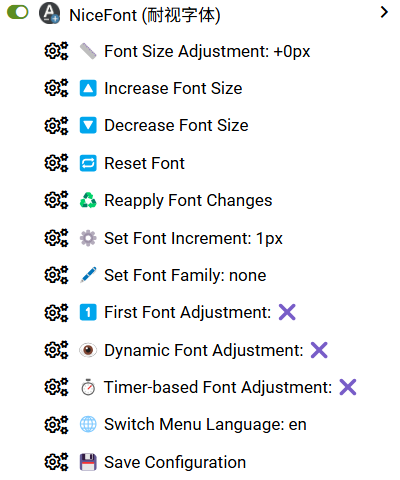 NiceFont (耐视字体)
Font Size Adjustment: +0px
Increase Font Size
Decrease Font Size
Reset Font
Reapply Font Changes
Set Font Increment: 1px
Set Font Family: none
1 First Font Adjustment: ❌
Dynamic Font Adjustment: ❌
Timer-based Font Adjustment: ❌
Switch Menu Language: en
Save Configuration